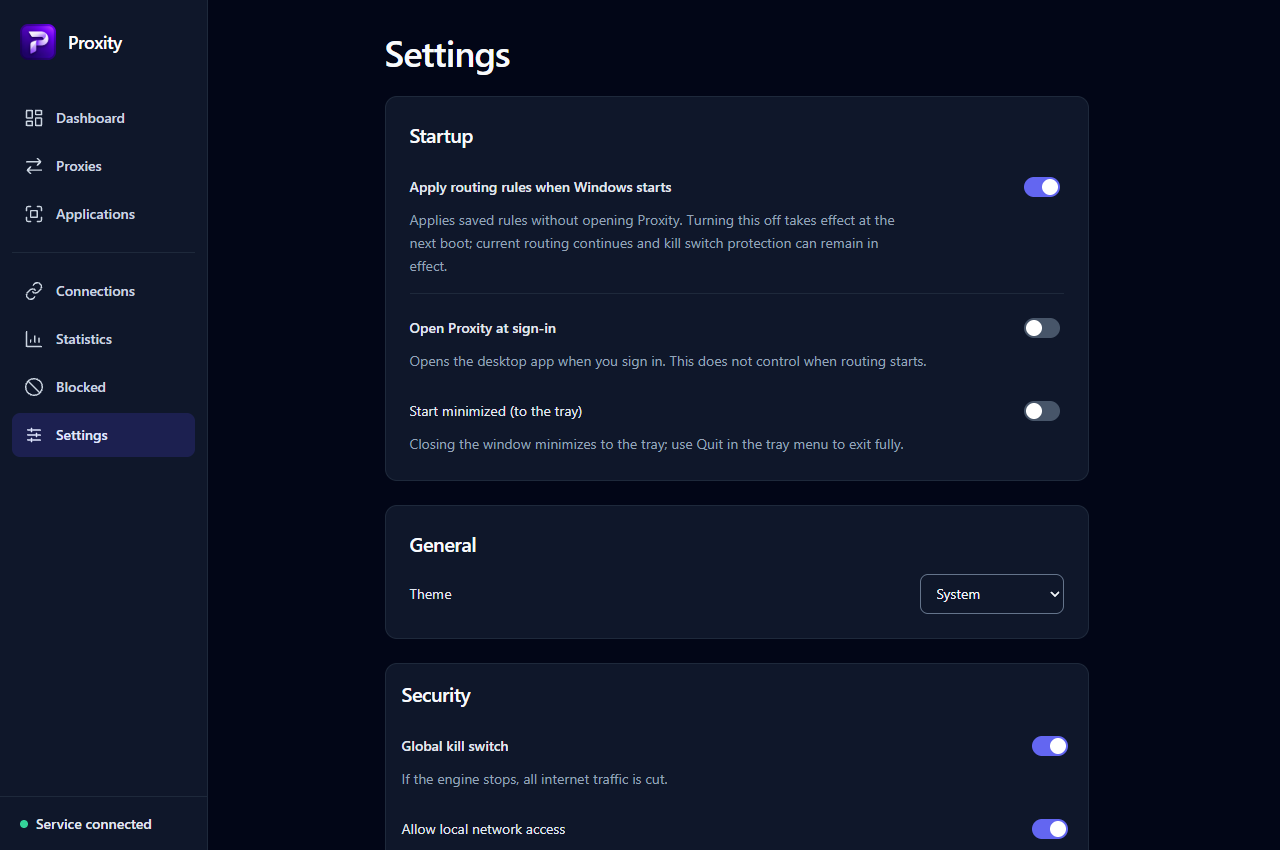 Proxity
Dashboard
Proxies
Applications
Connections
Statistics
Blocked
Settings
Service connected
Settings
Startup
Apply routing rules when Windows starts
Applies saved rules without opening Proxity. Turning this off takes effect at the
next boot; current routing continues and kill switch protection can remain in
effect.
Open Proxity at sign-in
Opens the desktop app when you sign in. This does not control when routing starts.
Start minimized (to the tray)
Closing the window minimizes to the tray; use Quit in the tray menu to exit fully.
General
Theme
System
Security
Global kill switch
If the engine stops, all internet traffic is cut.
Allow local network access